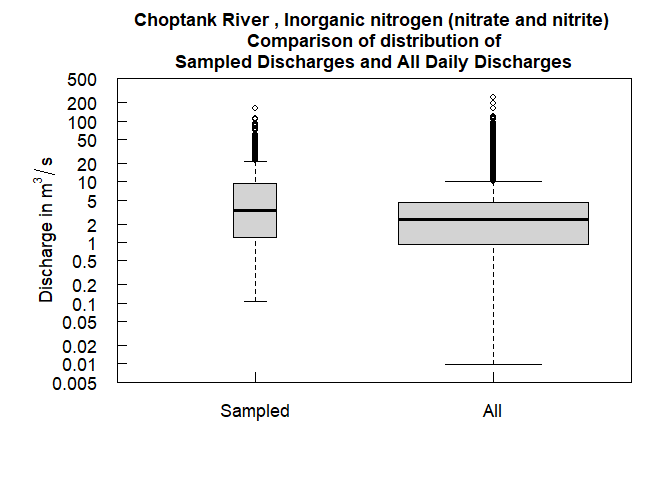 Choptank River , Inorganic nitrogen (nitrate and nitrite)
Comparison of distribution of
Sampled Discharges and All Daily Discharges
Discharge in m³/s
500
200
100
50
20
10
5
2
1
0.5
0.2
0.1
0.05
0.02
0.01
0.005
Sampled
All